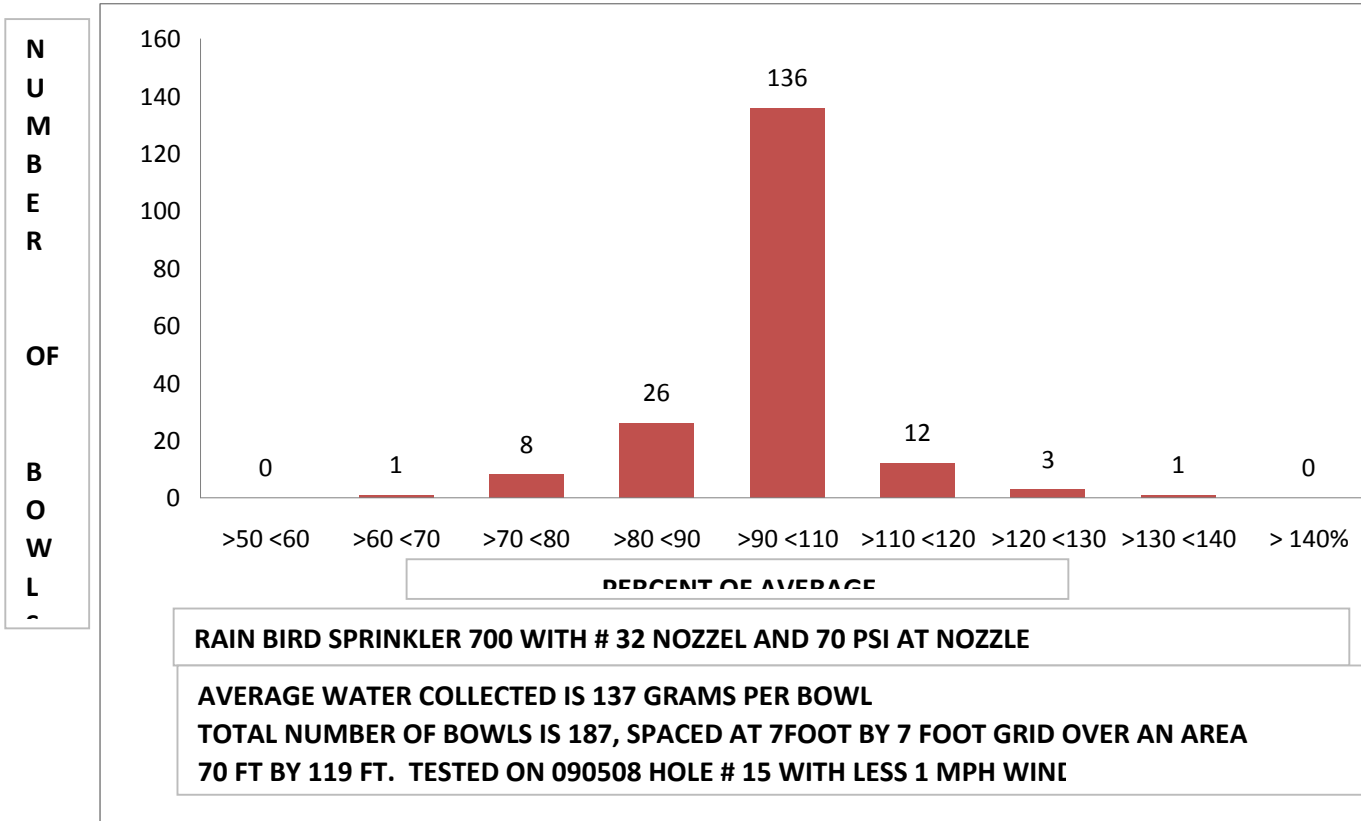 N
U
M
B
E
R
OF
B
O
W
L
S
160
140
120
100
80
60
40
20
0
0
1
8
26
136
12
3
1
0
>50 <60 >60 <70 >70 <80 >80 <90 >90 <110 >110 <120 >120 <130 >130 <140 > 140%
PERCENT OF AVERAGE
RAIN BIRD SPRINKLER 700 WITH # 32 NOZZEL AND 70 PSI AT NOZZLE
AVERAGE WATER COLLECTED IS 137 GRAMS PER BOWL
TOTAL NUMBER OF BOWLS IS 187, SPACED AT 7FOOT BY 7 FOOT GRID OVER AN AREA
70 FT BY 119 FT. TESTED ON 090508 HOLE # 15 WITH LESS 1 MPH WIND